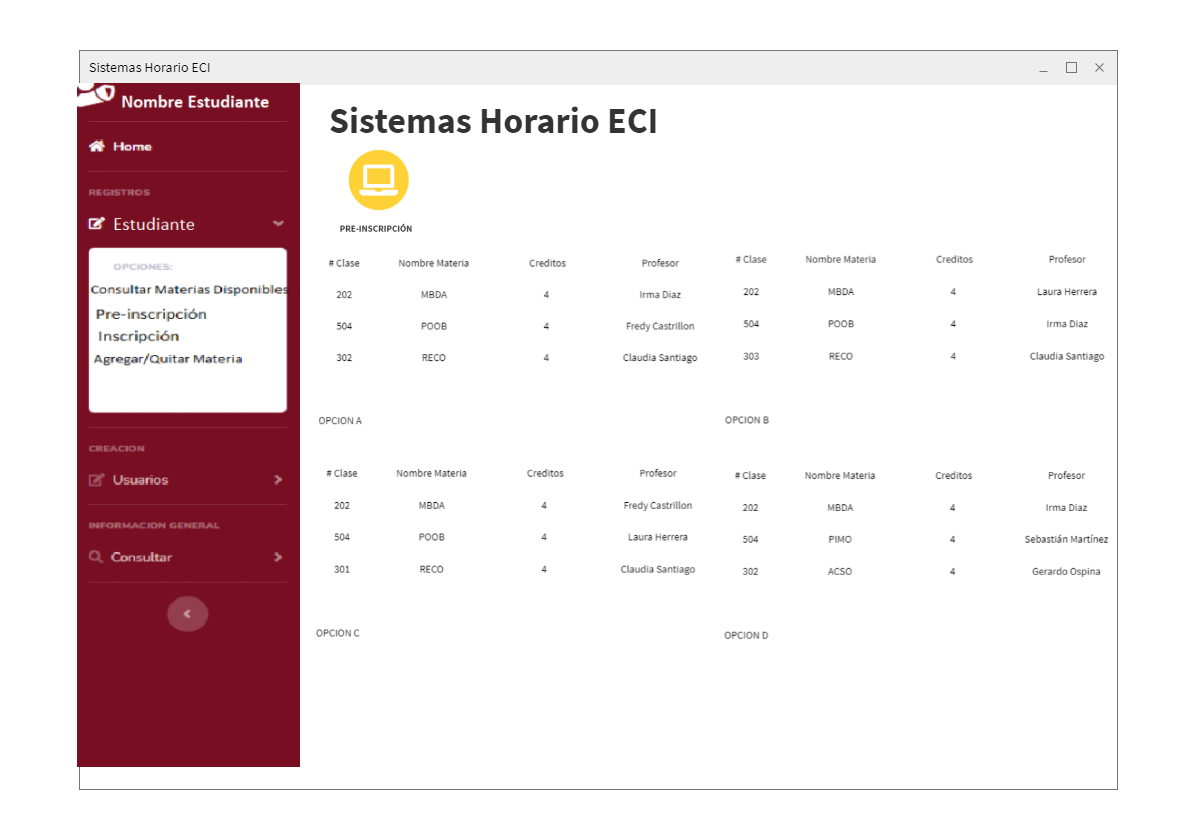 Sistemas Horario ECI
Nombre Estudiante
Home
REGISTROS
Estudiante
OPCIONES:
Consultar Materias Disponibles
Pre-inscripción
Inscripción
Agregar/Quitar Materia
CREACION
Usuarios
INFORMACION GENERAL
Consultar
Sistemas Horario ECI
PRE-INSCRIPCIÓN
# Clase Nombre Materia Creditos Profesor
202 MBDA 4 Irma Diaz
504 POOB 4 Fredy Castrillon
302 RECO 4 Claudia Santiago
OPCION A
# Clase Nombre Materia Creditos Profesor
202 MBDA 4 Laura Herrera
504 POOB 4 Irma Diaz
303 RECO 4 Claudia Santiago
OPCION B
# Clase Nombre Materia Creditos Profesor
202 MBDA 4 Fredy Castrillon
504 POOB 4 Laura Herrera
301 RECO 4 Claudia Santiago
OPCION C
# Clase Nombre Materia Creditos Profesor
202 MBDA 4 Irma Diaz
504 PIMO 4 Sebastián Martínez
302 ACSO 4 Gerardo Ospina
OPCION D